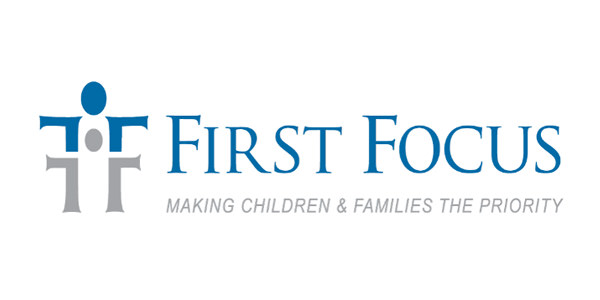 FIRST FOCUS
MAKING CHILDREN & FAMILIES THE PRIORITY